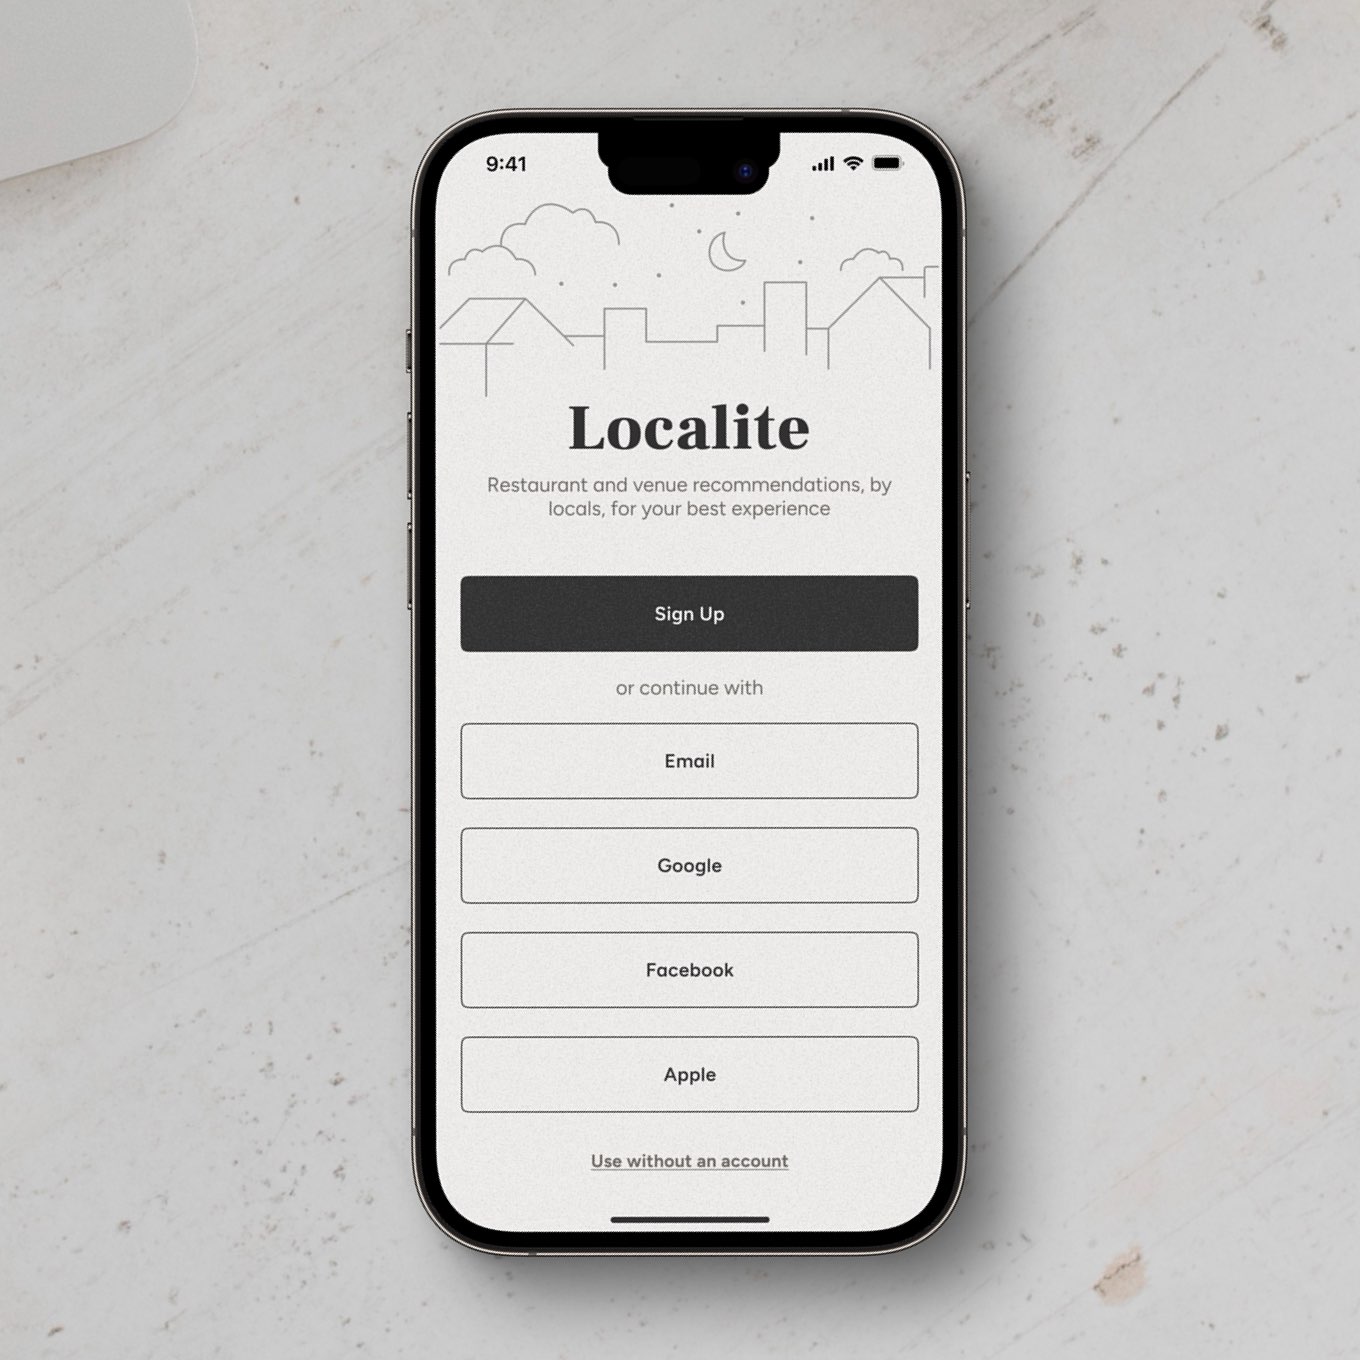 9:41
Localite
Restaurant and venue recommendations, by
locals, for your best experience
Sign Up
or continue with
Email
Google
Facebook
Apple
Use without an account